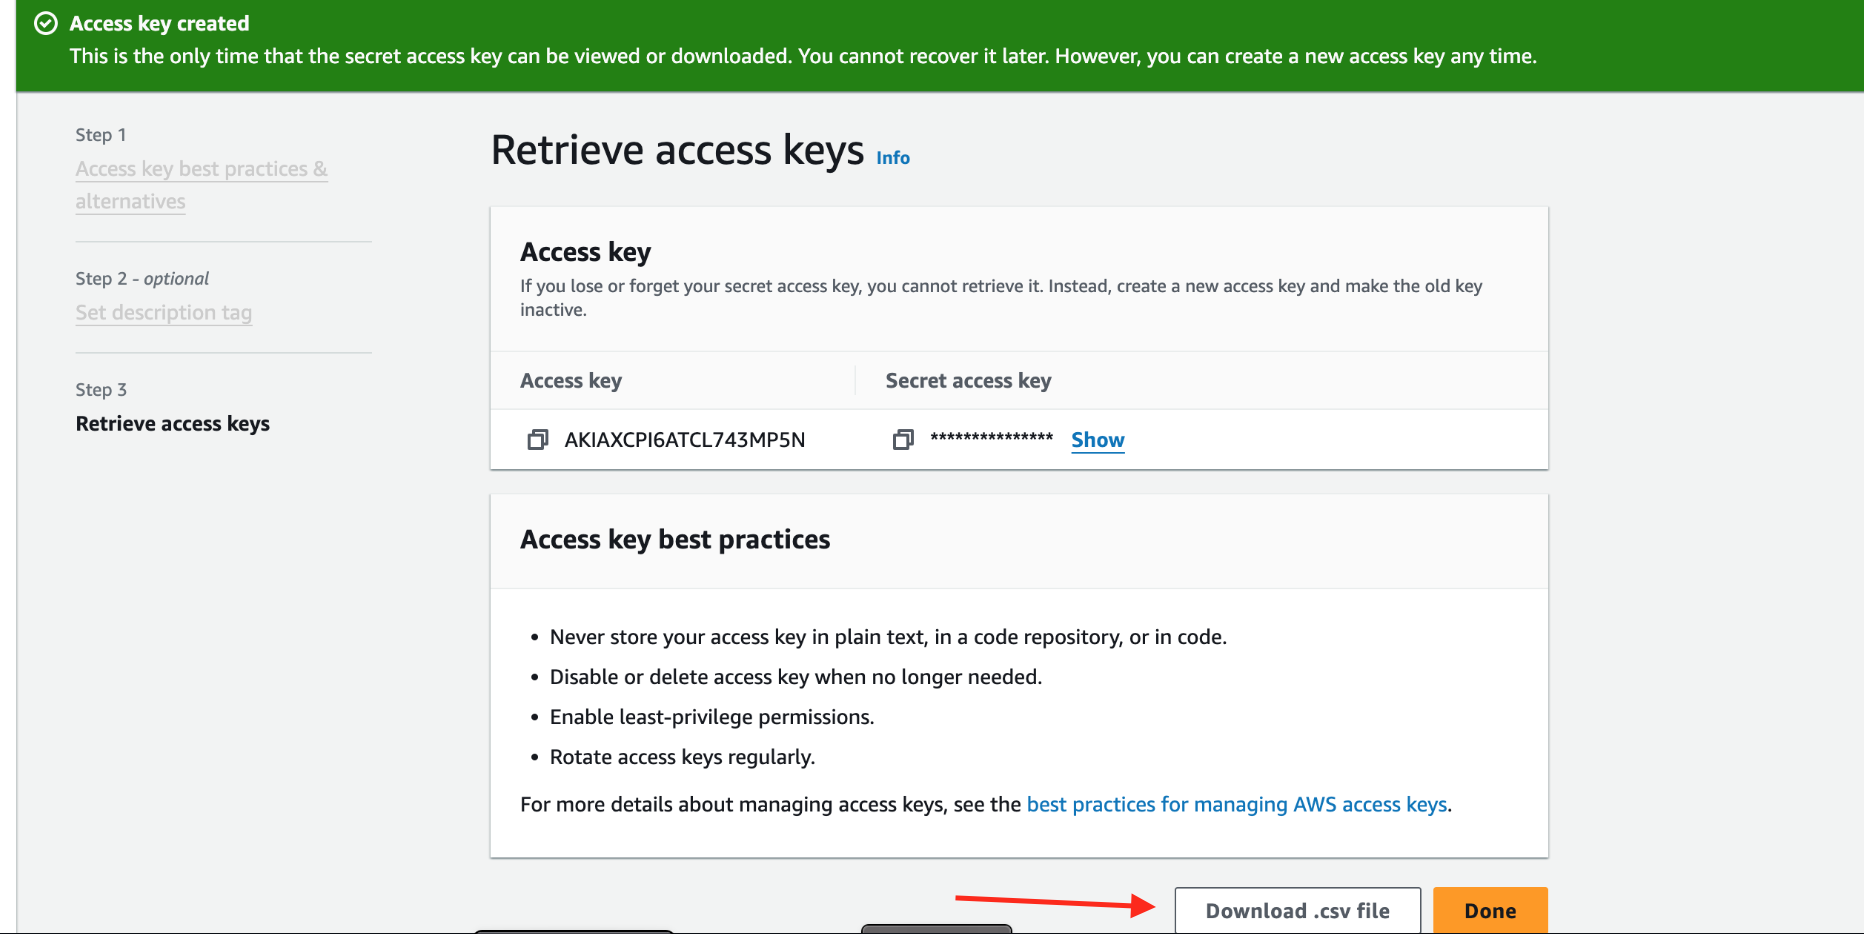 Access key created
This is the only time that the secret access key can be viewed or downloaded. You cannot recover it later. However, you can create a new access key any time.
Step 1
Access key best practices &
alternatives
Step 2 - optional
Set description tag
Step 3
Retrieve access keys
Retrieve access keys Info
Access key
If you lose or forget your secret access key, you cannot retrieve it. Instead, create a new access key and make the old key
inactive.
Access key Secret access key
AKIAXCPI6ATCL743MP5N *************** Show
Access key best practices
• Never store your access key in plain text, in a code repository, or in code.
• Disable or delete access key when no longer needed.
• Enable least-privilege permissions.
• Rotate access keys regularly.
For more details about managing access keys, see the best practices for managing AWS access keys.
Download .csv file Done